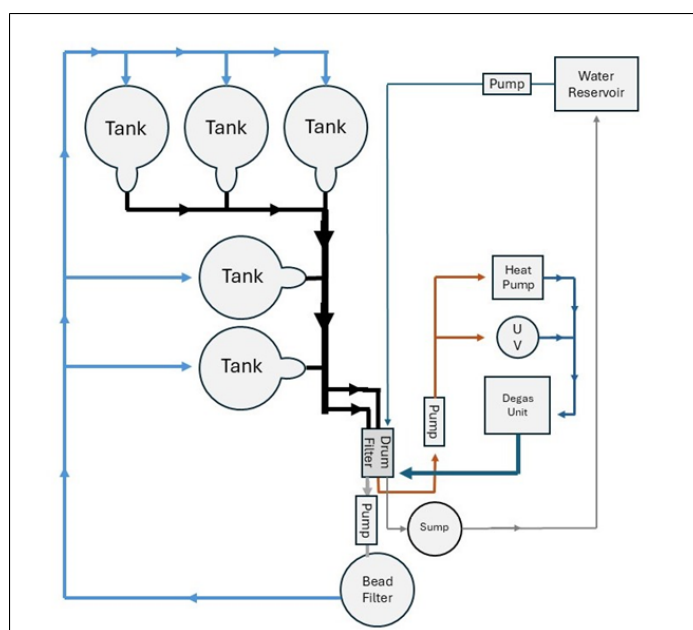 Pump
Water
Reservoir
Tank
Tank
Tank
Tank
Heat
Pump
U
V
Tank
Degas
Unit
Pump
Drum
Filter
Pump
Sump
Bead
Filter